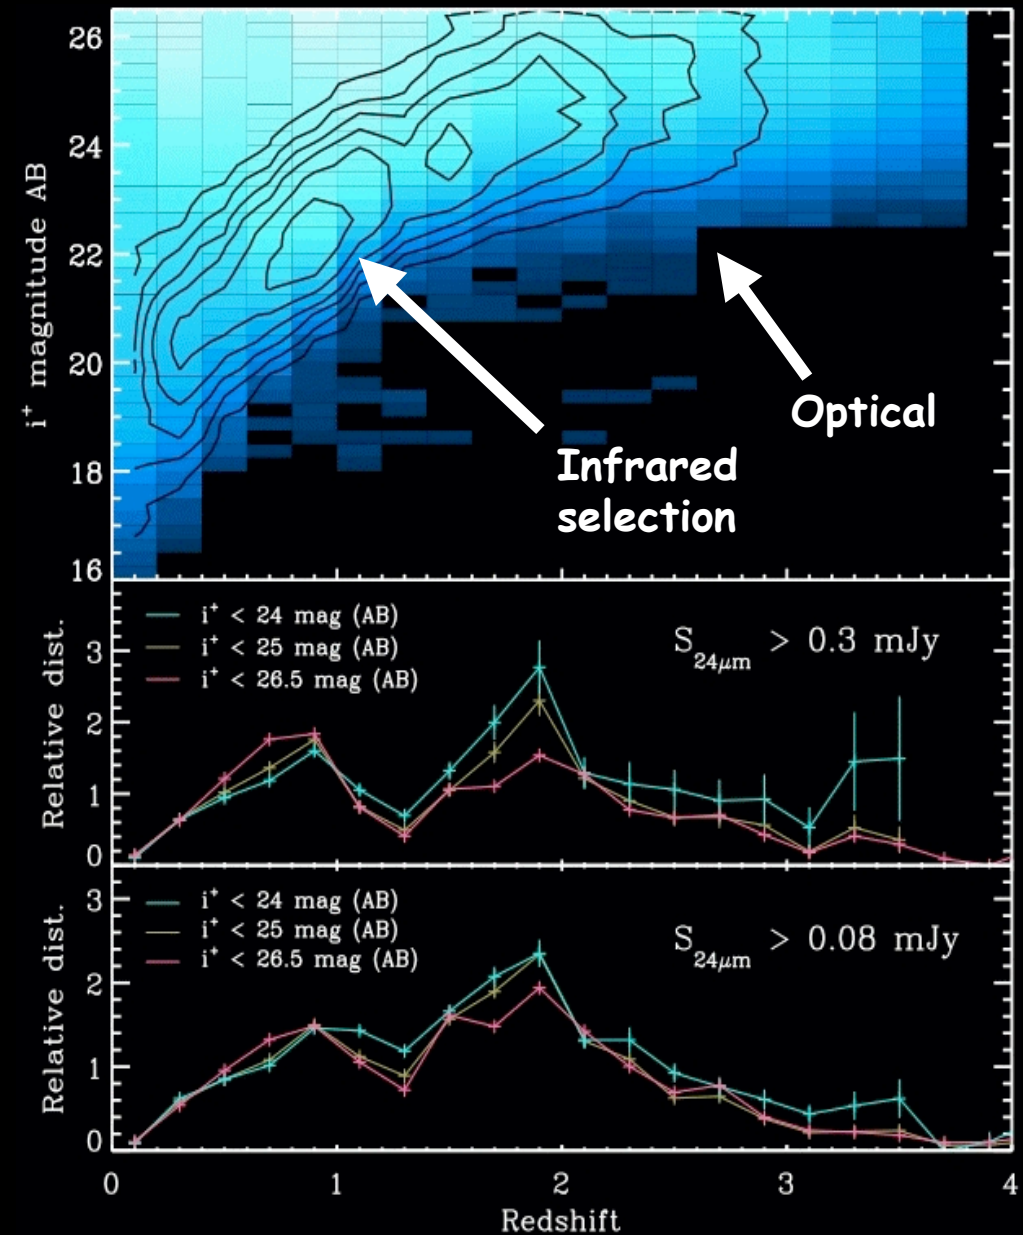 i⁺ magnitude AB
26
24
22
20
18
16
Optical
Infrared
selection
Relative dist.
3
2
1
0
i⁺ < 24 mag (AB)
i⁺ < 25 mag (AB)
i⁺ < 26.5 mag (AB)
S24μm > 0.3 mJy
Relative dist.
3
2
1
0
i⁺ < 24 mag (AB)
i⁺ < 25 mag (AB)
i⁺ < 26.5 mag (AB)
S24μm > 0.08 mJy
0 1 2 3 4
Redshift